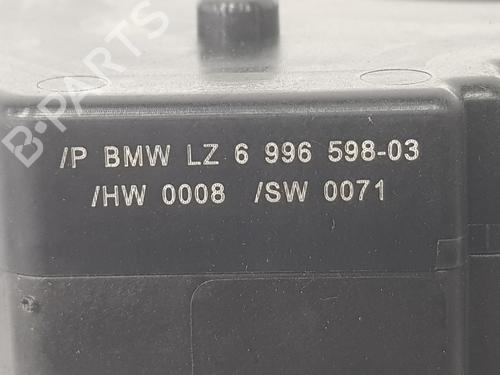 B-PARTS
/P BMW LZ 6 996 598-03
/HW 0008 /SW 0071